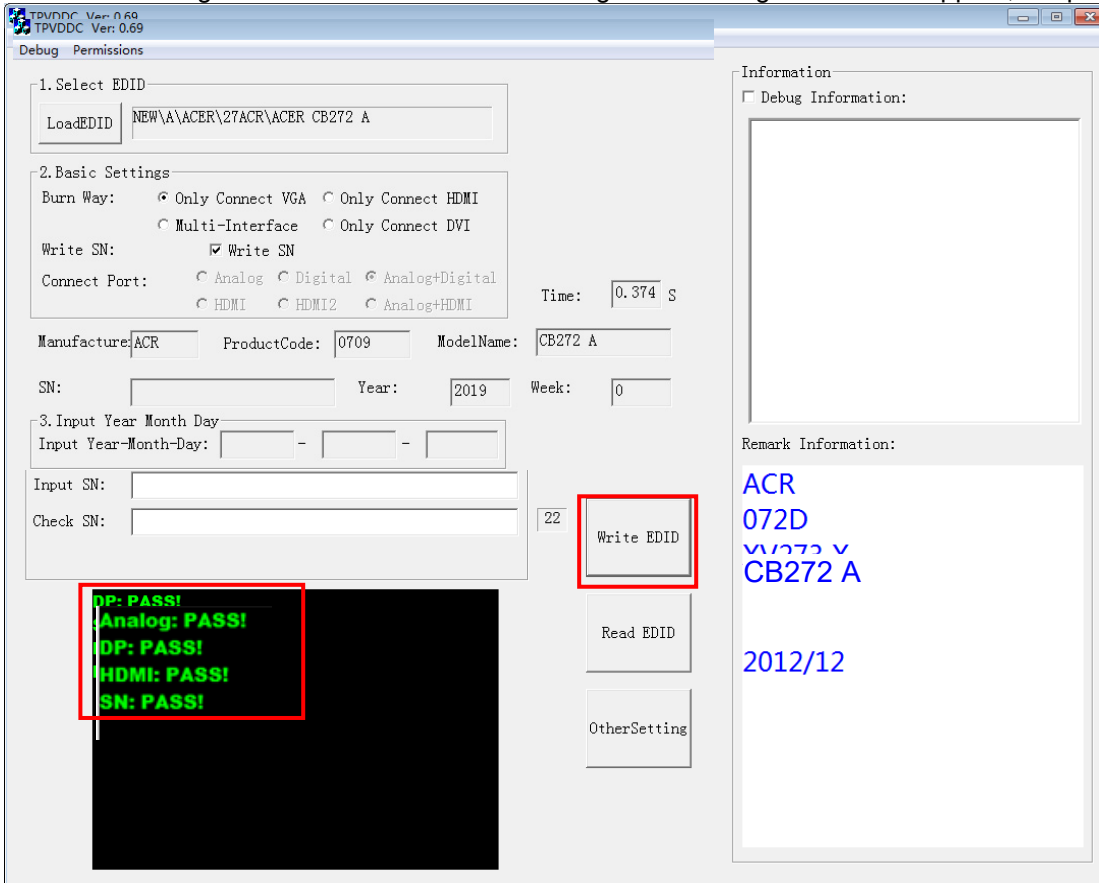 TPVDDC Ver: 0.69
TPVDDC Ver: 0.69
Debug Permissions
1.Select EDID
LoadEDID NEW\A\ACER\27ACR\ACER CB272 A
2.Basic Settings
Burn Way: Only Connect VGA Only Connect HDMI
Multi-Interface Only Connect DVI
Write SN: Write SN
Connect Port: Analog Digital Analog+Digital
HDMI HDMI2 Analog+HDMI
Time: 0.374 S
Manufacture: ACR ProductCode: 0709 ModelName: CB272 A
SN: Year: 2019 Week: 0
3.Input Year Month Day
Input Year-Month-Day: - -
Input SN:
Check SN: 22
Write EDID
DP: PASS!
Analog: PASS!
DP: PASS!
HDMI: PASS!
SN: PASS!
Read EDID
OtherSetting
Information
Debug Information:
Remark Information:
ACR
072D
XV273 X
CB272 A
2012/12